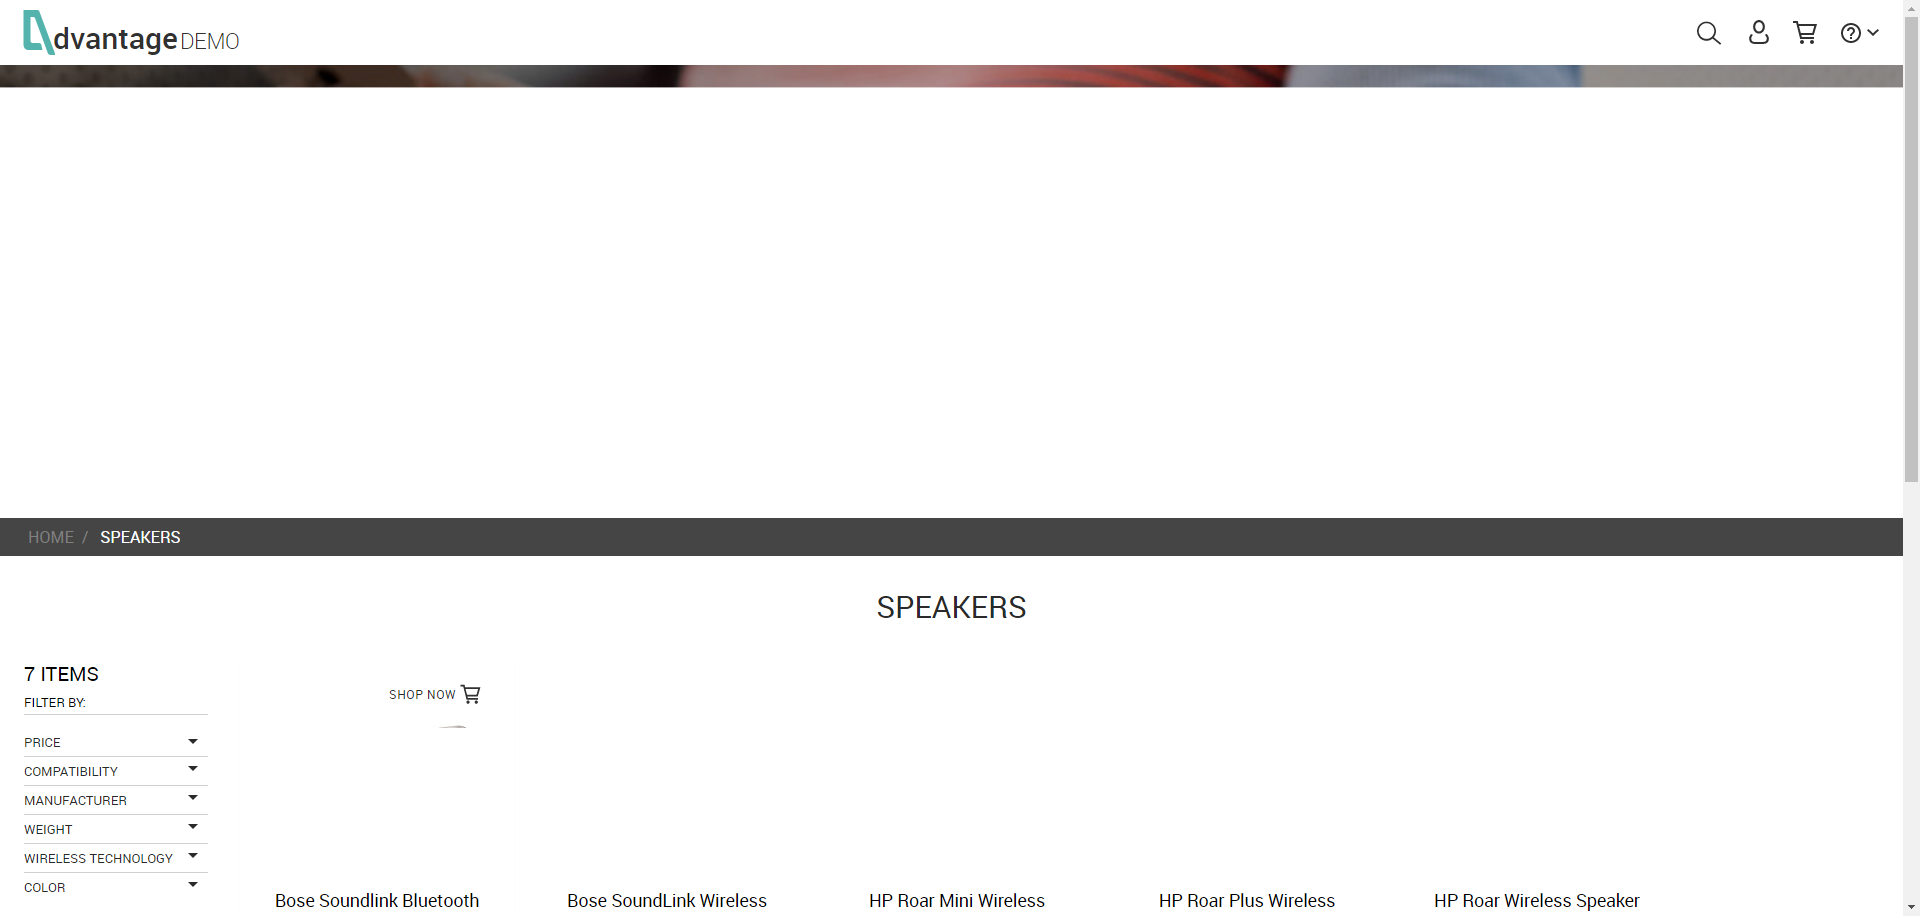 dvantage DEMO
HOME / SPEAKERS
SPEAKERS
7 ITEMS
FILTER BY:
SHOP NOW
PRICE
COMPATIBILITY
MANUFACTURER
WEIGHT
WIRELESS TECHNOLOGY
COLOR
Bose Soundlink Bluetooth
Bose SoundLink Wireless
HP Roar Mini Wireless
HP Roar Plus Wireless
HP Roar Wireless Speaker